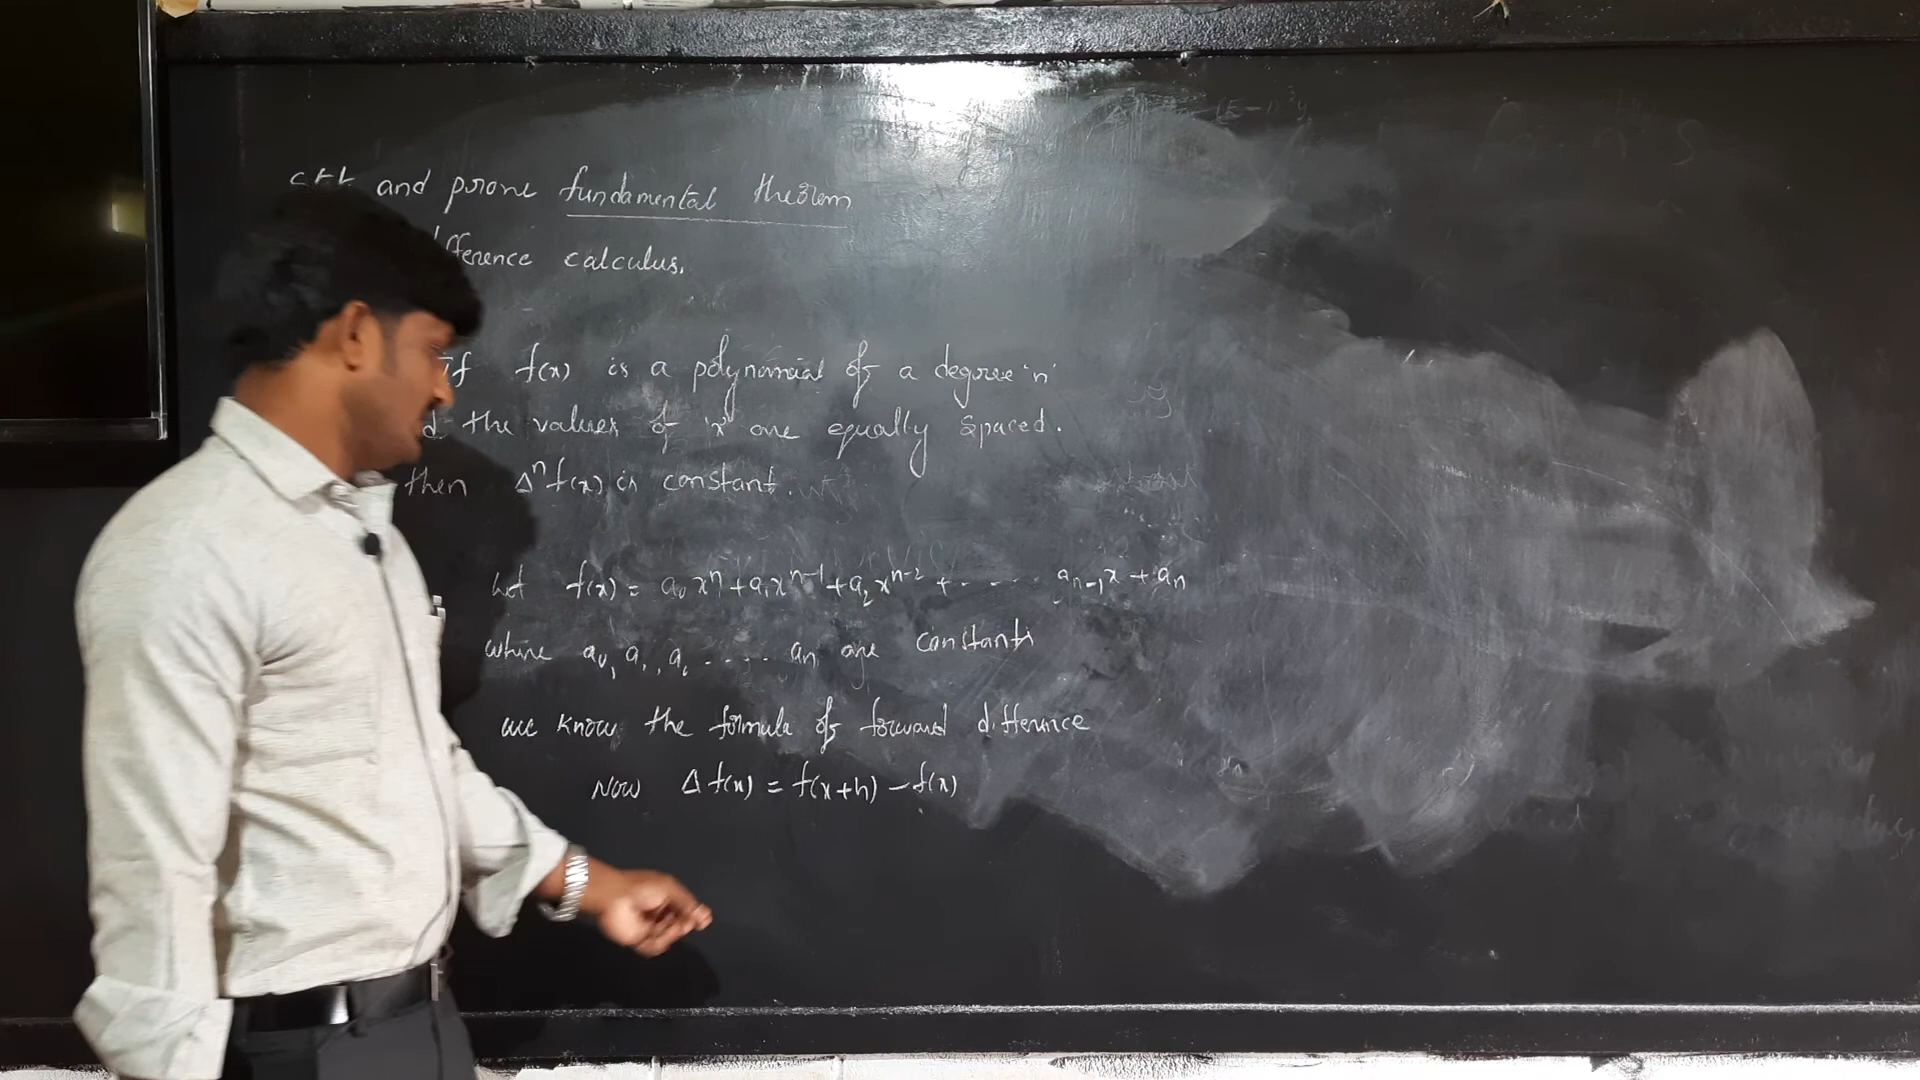 and prove fundamental theorem
fference calculus.
if f(x) is a polynomial of a degree 'n'
d the values of 'x' are equally spaced.
then Δⁿf(x) is constant.
Let f(x) = a₀xⁿ + a₁xⁿ⁻¹ + a₂xⁿ⁻² + ...... aₙ₋₁x + aₙ
where a₀, a₁, a₂ ..... aₙ are constants
we know the formula of forward difference
Now Δf(x) = f(x+h) - f(x)